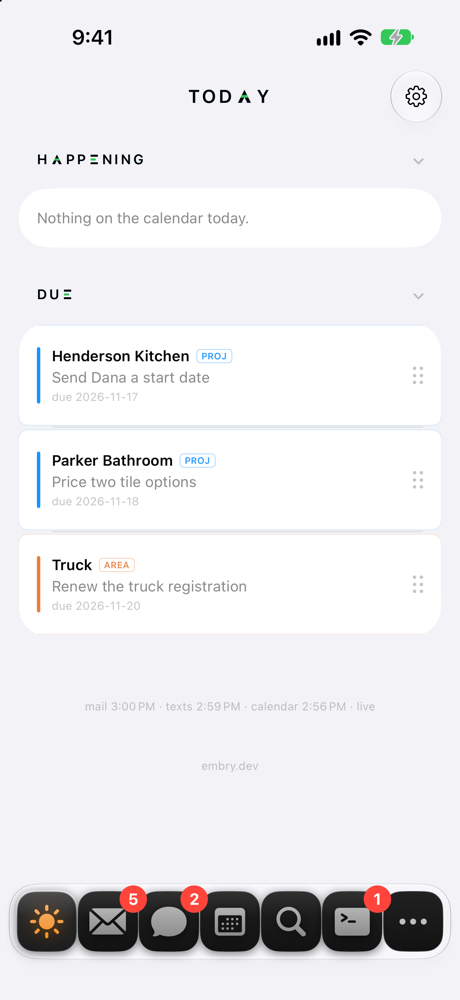 9:41
TODAY
HAPPENING
Nothing on the calendar today.
DUE
Henderson Kitchen PROJ
Send Dana a start date
due 2026-11-17
Parker Bathroom PROJ
Price two tile options
due 2026-11-18
Truck AREA
Renew the truck registration
due 2026-11-20
mail 3:00 PM · texts 2:59 PM · calendar 2:56 PM · live
embry.dev
5 2 1